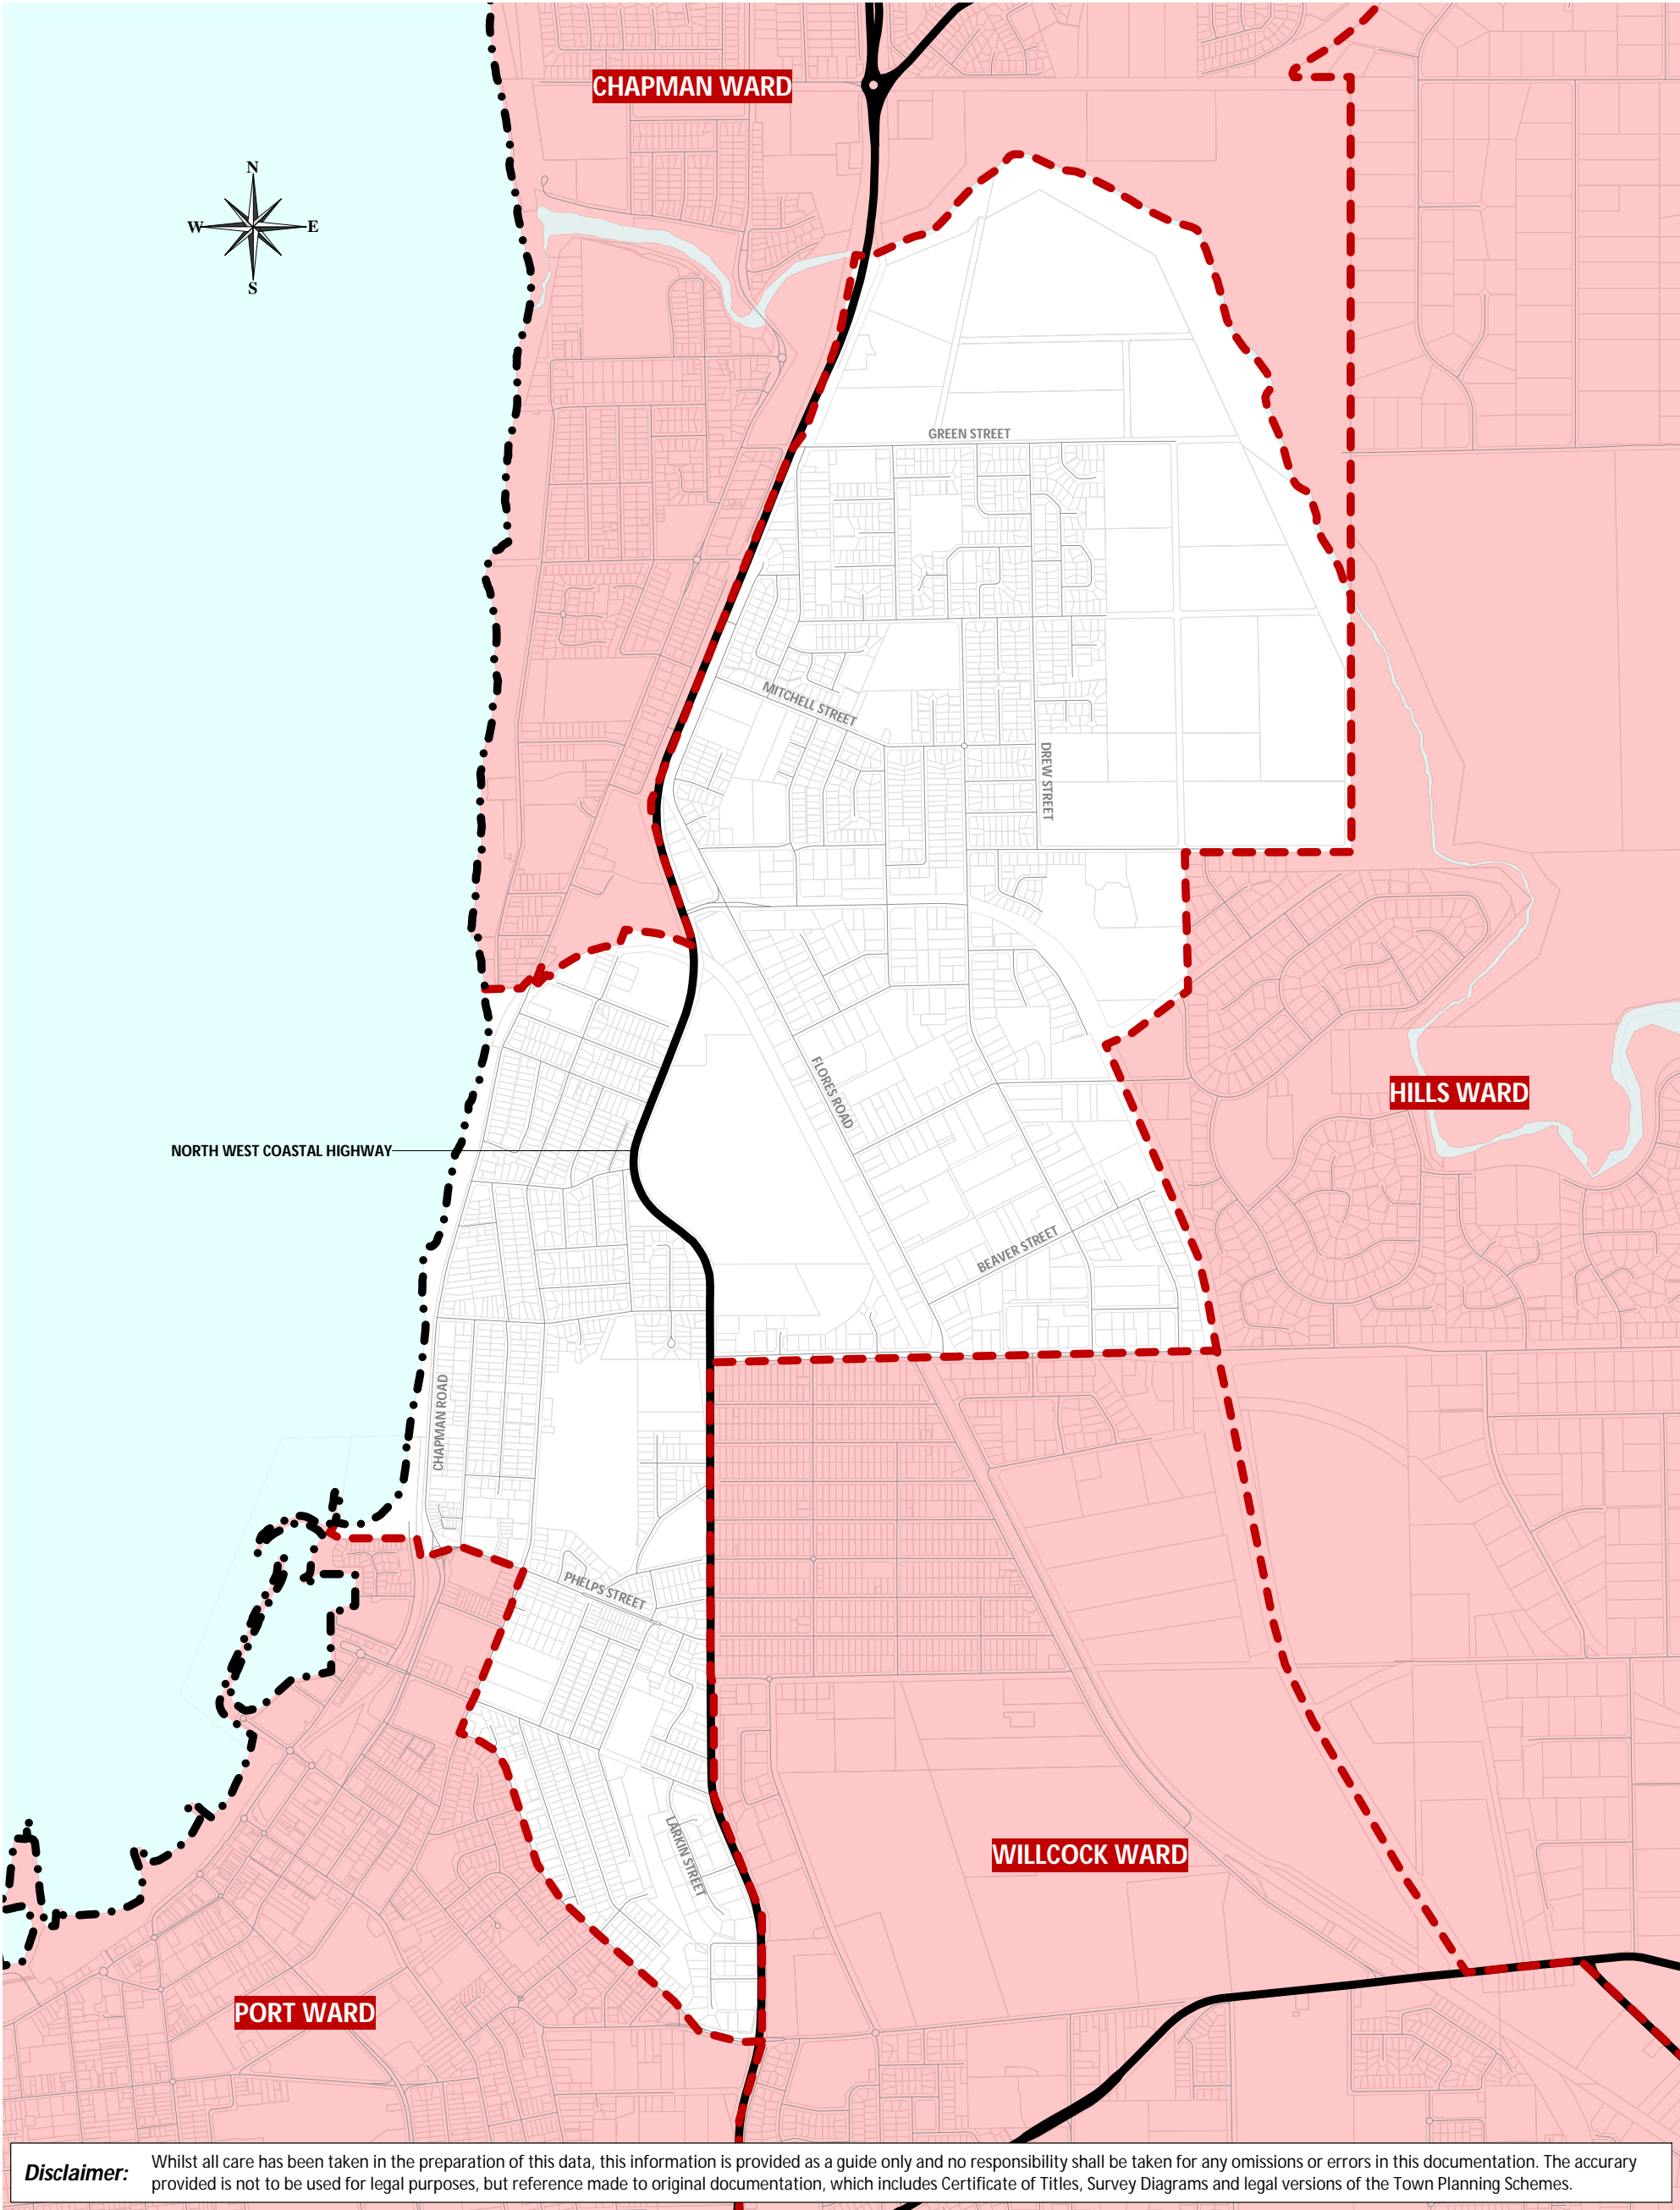 CHAPMAN WARD
N
W
E
S
GREEN STREET
MITCHELL STREET
DREW STREET
FLORES ROAD
HILLS WARD
NORTH WEST COASTAL HIGHWAY
BEAVER STREET
CHAPMAN ROAD
PHELPS STREET
LARKIN STREET
WILLCOCK WARD
PORT WARD
Disclaimer: Whilst all care has been taken in the preparation of this data, this information is provided as a guide only and no responsibility shall be taken for any omissions or errors in this documentation. The accurary
provided is not to be used for legal purposes, but reference made to original documentation, which includes Certificate of Titles, Survey Diagrams and legal versions of the Town Planning Schemes.